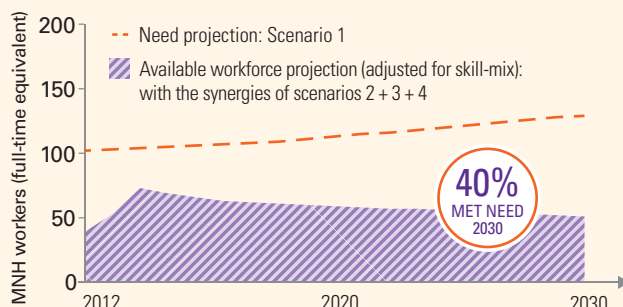 MNH workers (full-time equivalent)
200
150
100
50
0
Need projection: Scenario 1
Available workforce projection (adjusted for skill-mix):
with the synergies of scenarios 2 + 3 + 4
40%
MET NEED
2030
2012
2020
2030